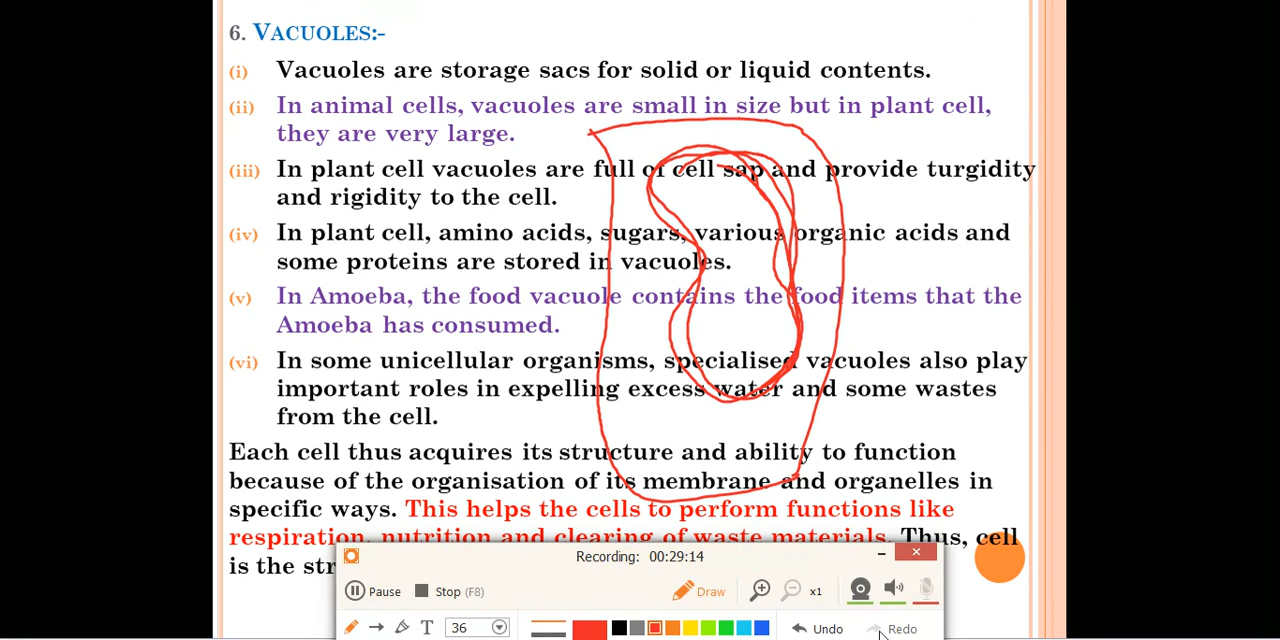 6. VACUOLES:-
(i) Vacuoles are storage sacs for solid or liquid contents.
(ii) In animal cells, vacuoles are small in size but in plant cell,
they are very large.
(iii) In plant cell vacuoles are full of cell sap and provide turgidity
and rigidity to the cell.
(iv) In plant cell, amino acids, sugars, various organic acids and
some proteins are stored in vacuoles.
(v) In Amoeba, the food vacuole contains the food items that the
Amoeba has consumed.
(vi) In some unicellular organisms, specialised vacuoles also play
important roles in expelling excess water and some wastes
from the cell.
Each cell thus acquires its structure and ability to function
because of the organisation of its membrane and organelles in
specific ways. This helps the cells to perform functions like
respiration, nutrition and clearing of waste materials. Thus, cell
is the
Recording: 00:29:14
Pause Stop (F8) Draw x1
T 36 Undo Redo